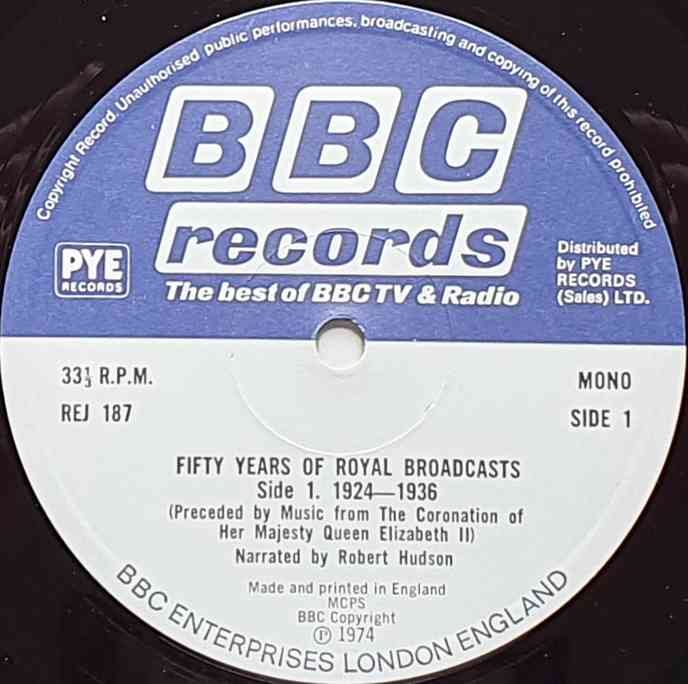 Copyright Record. Unauthorised public performances, broadcasting and copying of this record prohibited
BBC
records
The best of BBC TV & Radio
PYE
RECORDS
Distributed
by PYE
RECORDS
(Sales) LTD.
33⅓ R.P.M.
REJ 187
MONO
SIDE 1
FIFTY YEARS OF ROYAL BROADCASTS
Side 1. 1924—1936
(Preceded by Music from The Coronation of
Her Majesty Queen Elizabeth II)
Narrated by Robert Hudson
Made and printed in England
MCPS
BBC Copyright
℗ 1974
BBC ENTERPRISES LONDON ENGLAND